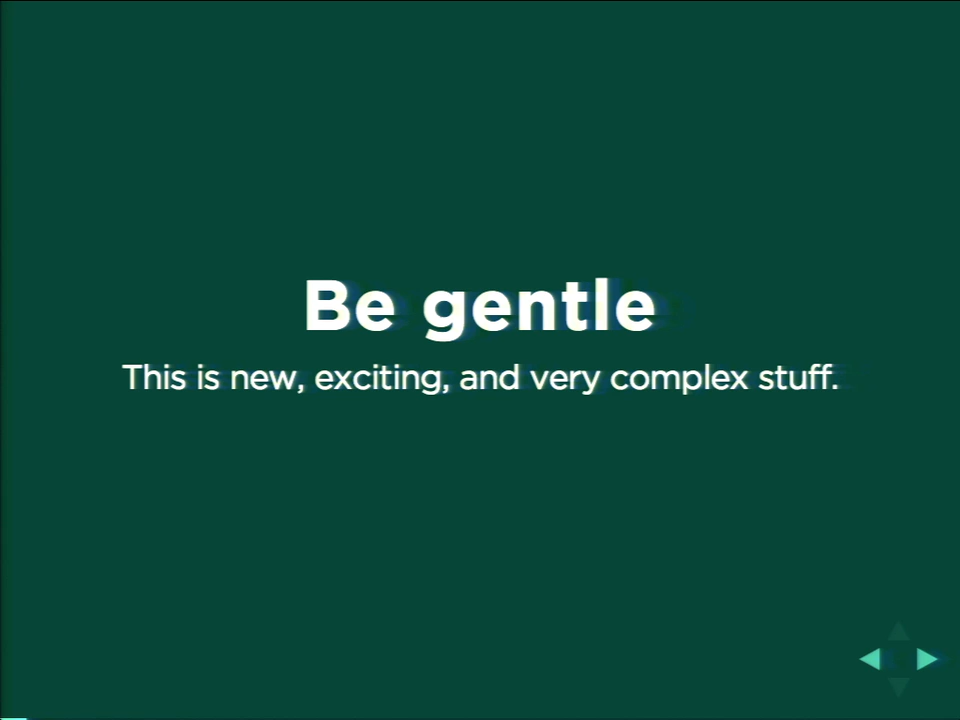 Be gentle
This is new, exciting, and very complex stuff.